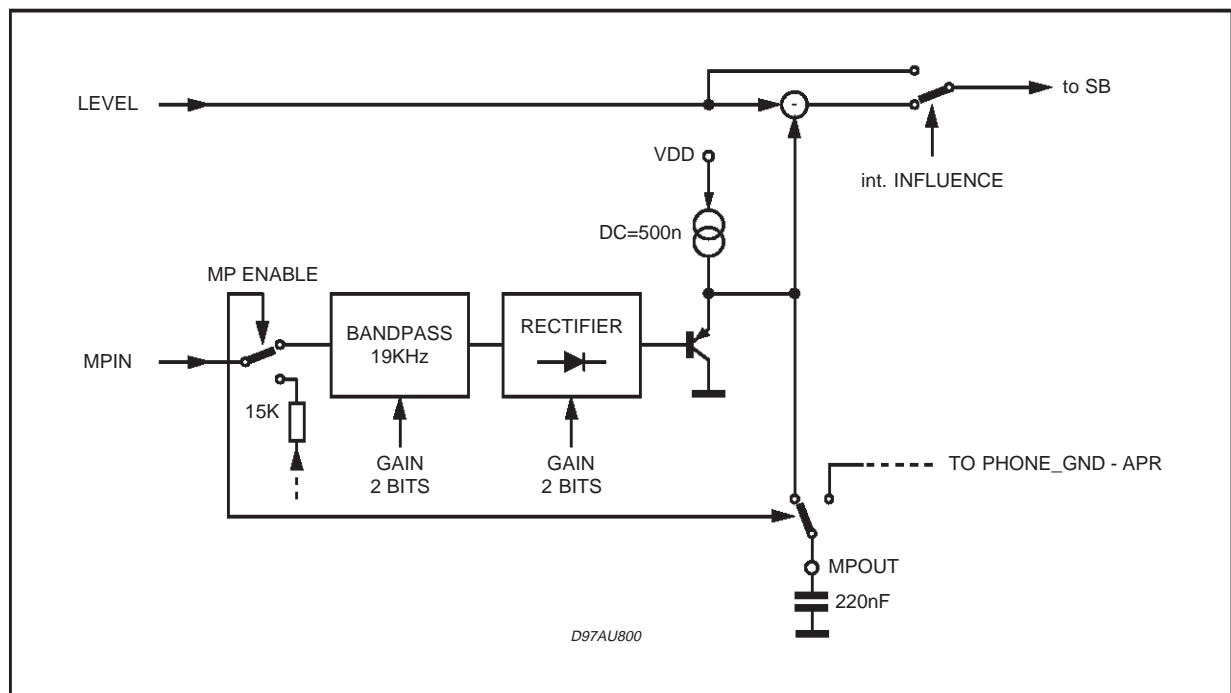 LEVEL
to SB
-
VDD
int. INFLUENCE
DC=500n
MP ENABLE
BANDPASS
19KHz
RECTIFIER
MPIN
15K
GAIN
2 BITS
GAIN
2 BITS
TO PHONE_GND - APR
MPOUT
220nF
D97AU800